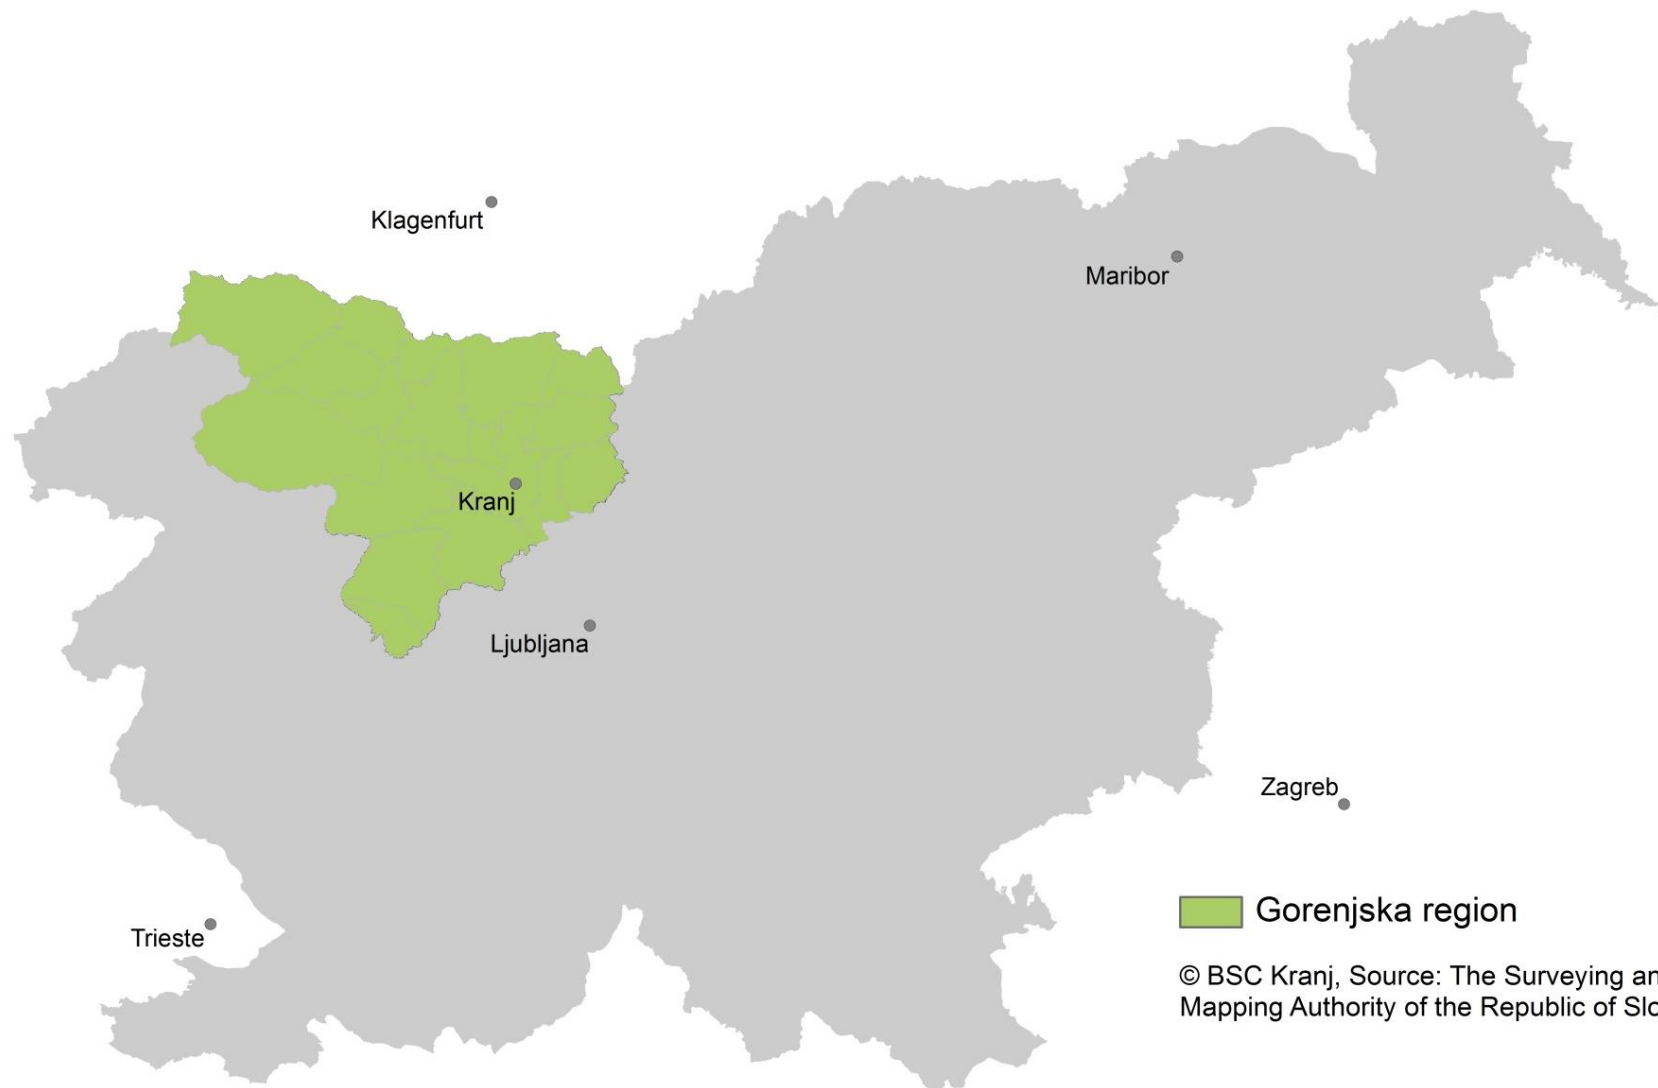 Klagenfurt
Maribor
Kranj
Ljubljana
Zagreb
Trieste
Gorenjska region
© BSC Kranj, Source: The Surveying an
Mapping Authority of the Republic of Slo